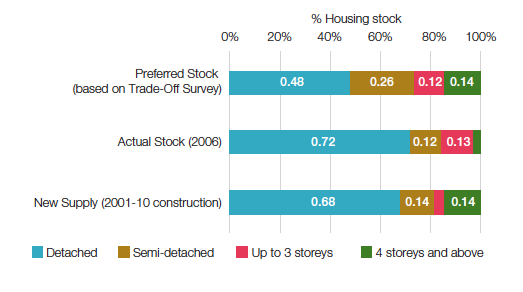 % Housing stock
0% 20% 40% 60% 80% 100%
Preferred Stock
(based on Trade-Off Survey)
0.48 0.26 0.12 0.14
Actual Stock (2006)
0.72 0.12 0.13
New Supply (2001-10 construction)
0.68 0.14 0.14
Detached Semi-detached Up to 3 storeys 4 storeys and above